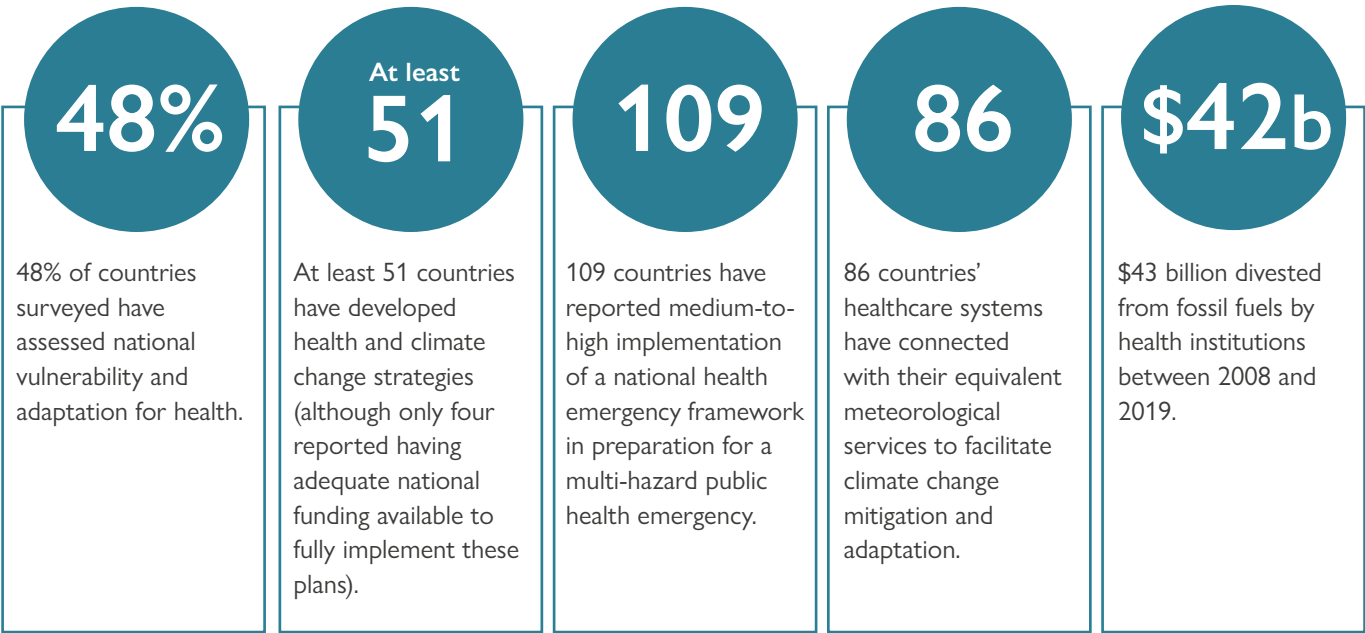 48%
48% of countries
surveyed have
assessed national
vulnerability and
adaptation for health.
At least
51
At least 51 countries
have developed
health and climate
change strategies
(although only four
reported having
adequate national
funding available to
fully implement these
plans).
109
109 countries have
reported medium-to-
high implementation
of a national health
emergency framework
in preparation for a
multi-hazard public
health emergency.
86
86 countries’
healthcare systems
have connected
with their equivalent
meteorological
services to facilitate
climate change
mitigation and
adaptation.
$42b
$43 billion divested
from fossil fuels by
health institutions
between 2008 and
2019.